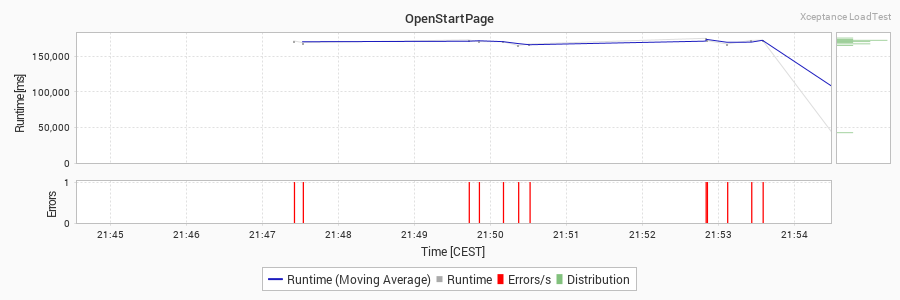 OpenStartPage
Xceptance LoadTest
Runtime [ms]
150,000
100,000
50,000
0
Errors
1
0
21:45 21:46 21:47 21:48 21:49 21:50 21:51 21:52 21:53 21:54
Time [CEST]
Runtime (Moving Average) Runtime Errors/s Distribution